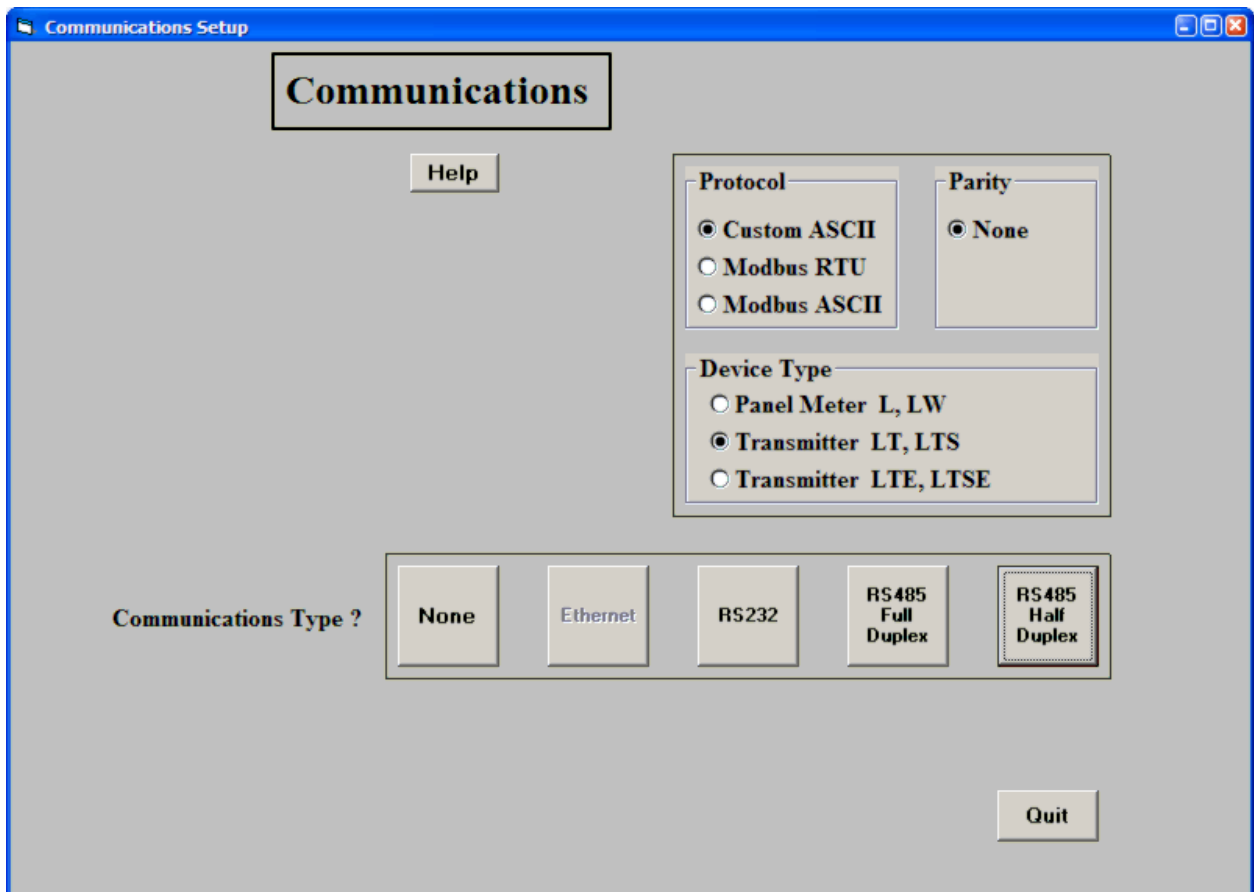 Communications Setup
Communications
Help
Protocol
Custom ASCII
Modbus RTU
Modbus ASCII
Parity
None
Device Type
Panel Meter L, LW
Transmitter LT, LTS
Transmitter LTE, LTSE
Communications Type ?
None
Ethernet
RS232
RS485
Full
Duplex
RS485
Half
Duplex
Quit